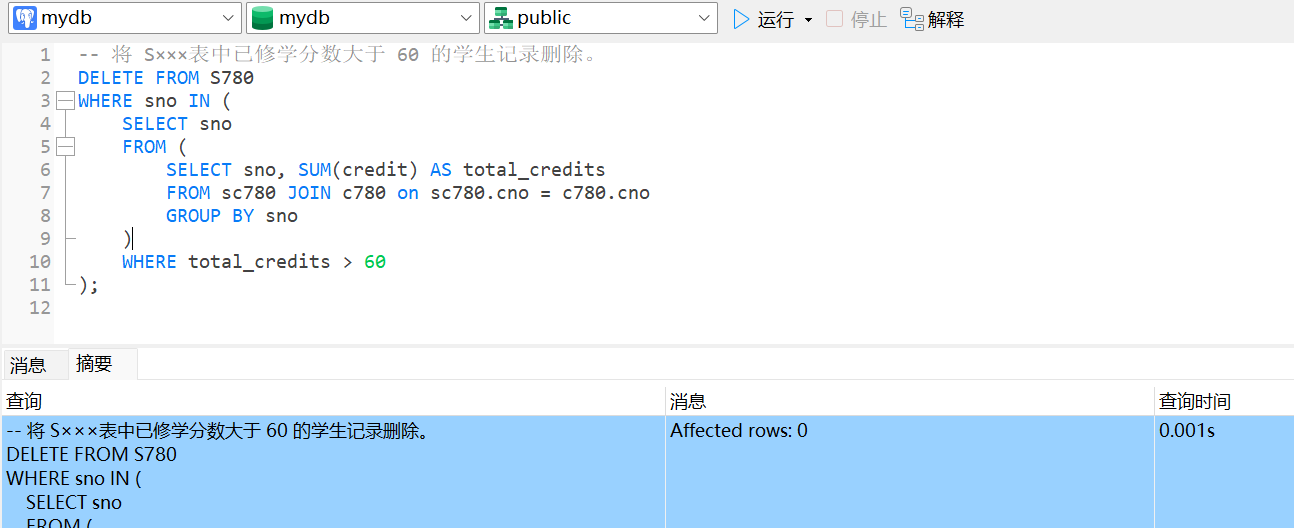 mydb mydb public 运行 停止 解释
1 -- 将 S×××表中已修学分数大于 60 的学生记录删除。
2 DELETE FROM S780
3 WHERE sno IN (
4 SELECT sno
5 FROM (
6 SELECT sno, SUM(credit) AS total_credits
7 FROM sc780 JOIN c780 on sc780.cno = c780.cno
8 GROUP BY sno
9 )
10 WHERE total_credits > 60
11 );
12
消息 摘要
查询 消息 查询时间
-- 将 S×××表中已修学分数大于 60 的学生记录删除。 Affected rows: 0 0.001s
DELETE FROM S780
WHERE sno IN (
SELECT sno
FROM (